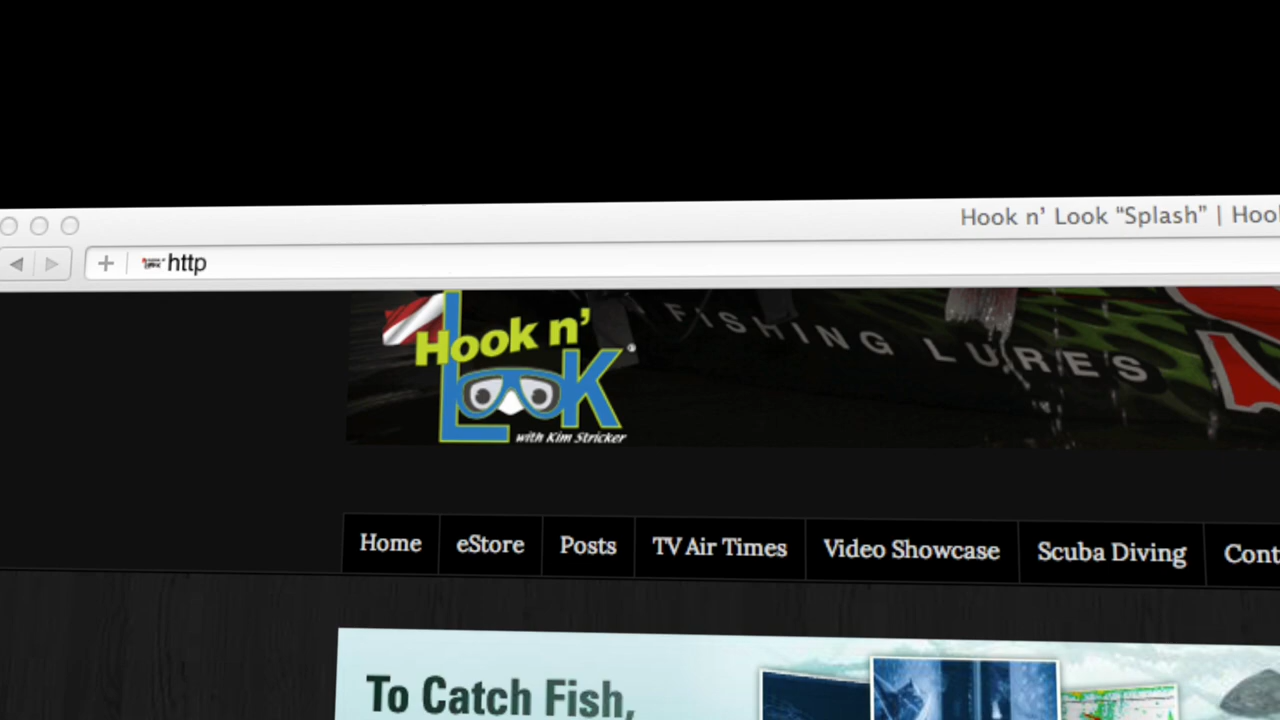 Hook n’ Look “Splash” | Hook
http
Hook n’
LOOK
with Kim Stricker
FISHING LURES
Home eStore Posts TV Air Times Video Showcase Scuba Diving Cont
To Catch Fish,